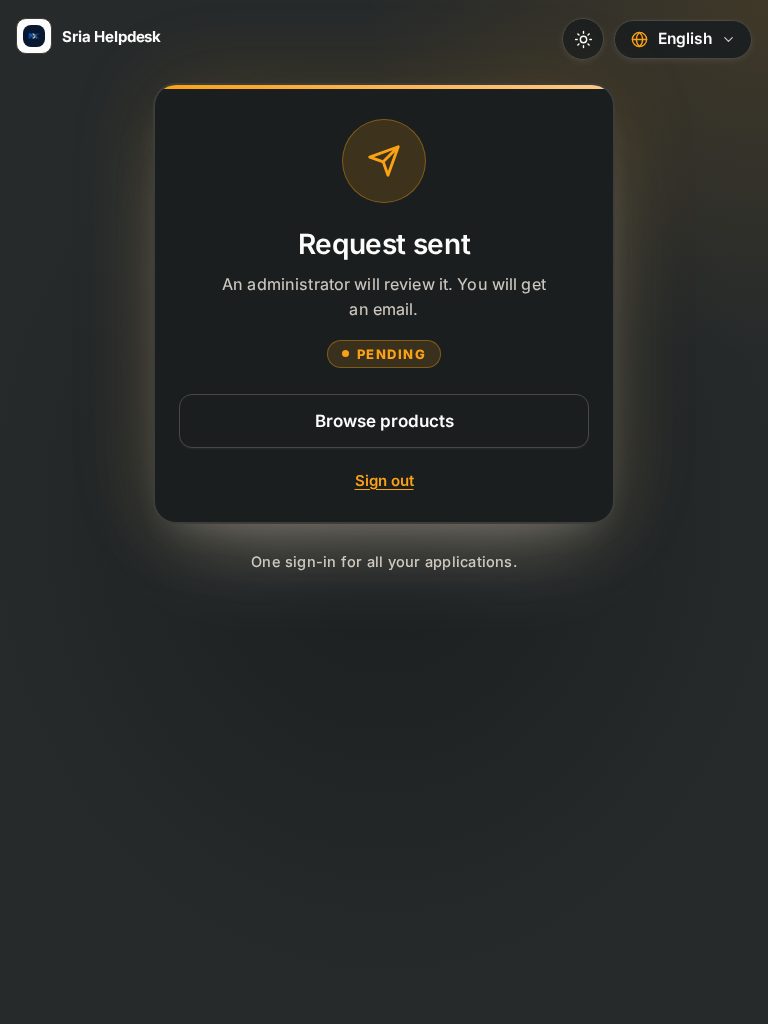 Sria Helpdesk
English
Request sent
An administrator will review it. You will get
an email.
PENDING
Browse products
Sign out
One sign-in for all your applications.